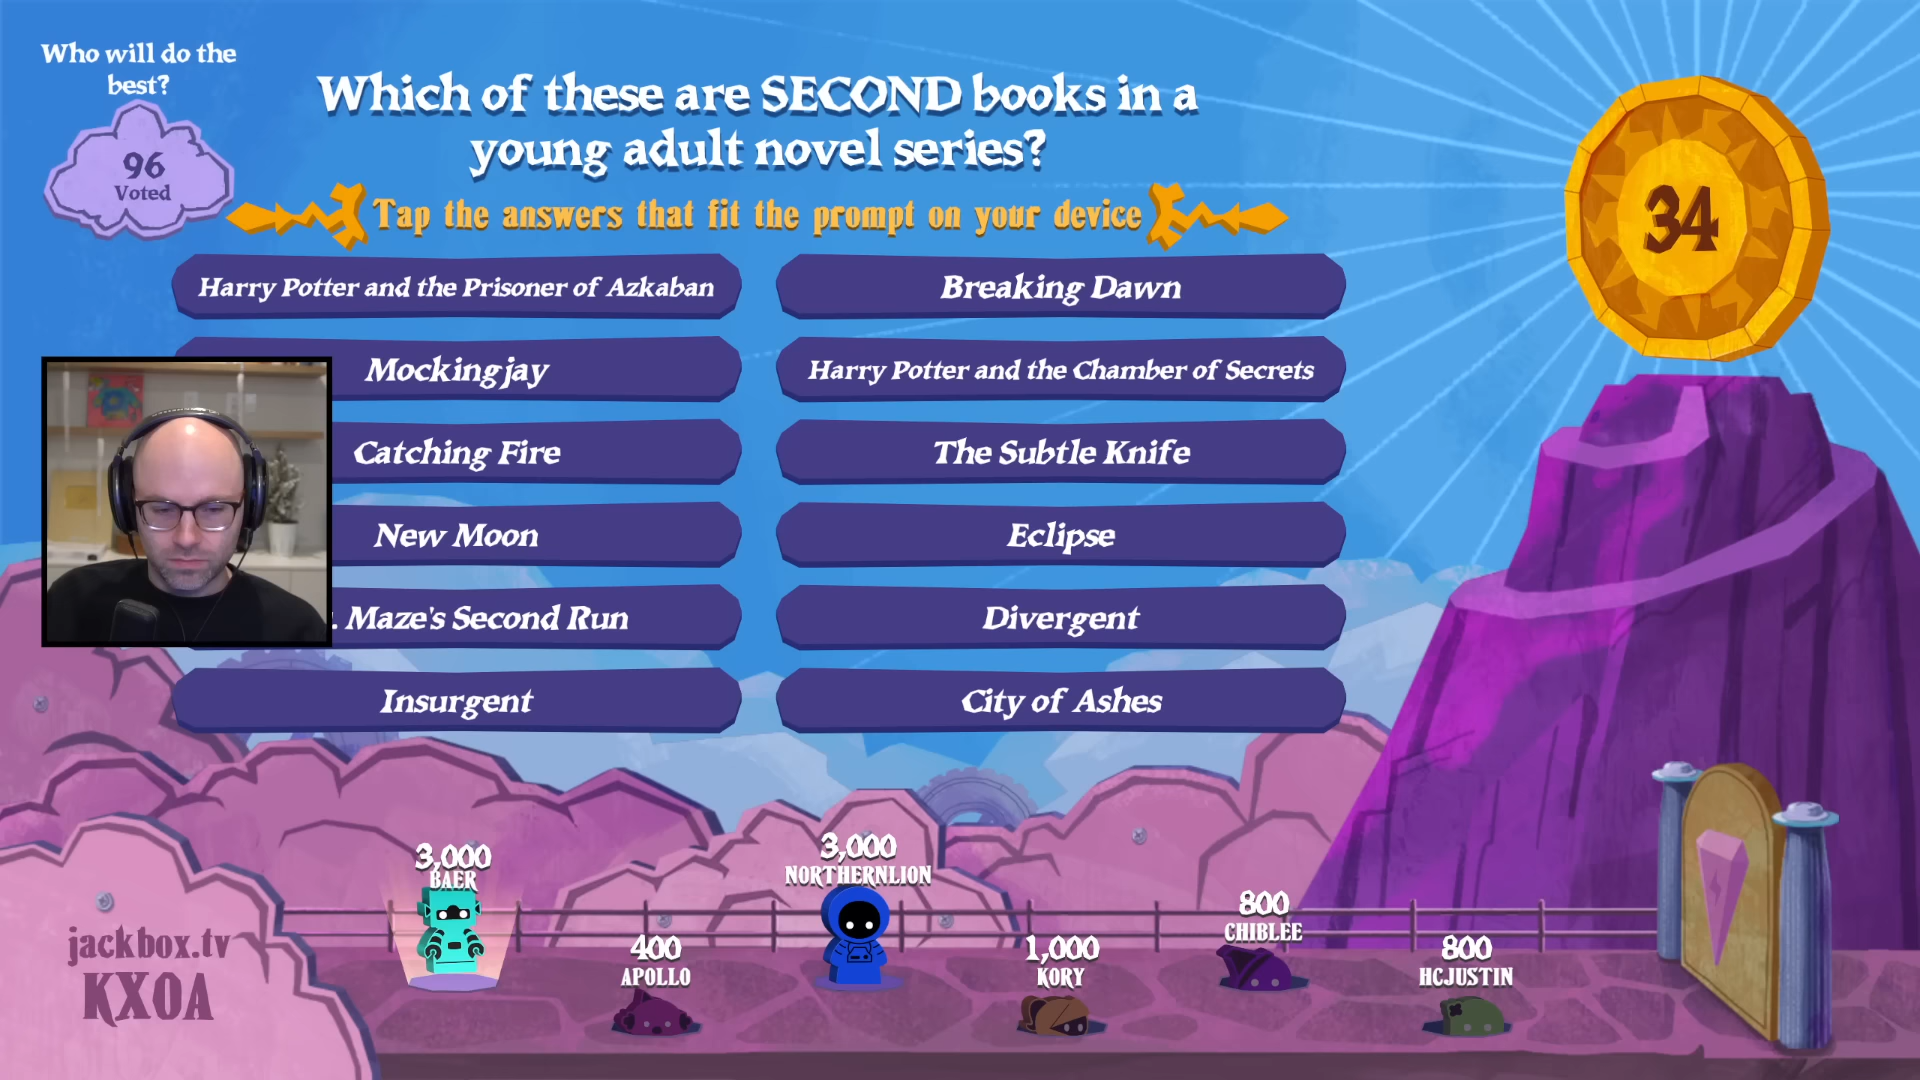 Who will do the
best?
96
Voted
Which of these are SECOND books in a
young adult novel series?
Tap the answers that fit the prompt on your device
34
Harry Potter and the Prisoner of Azkaban
Breaking Dawn
Mockingjay
Harry Potter and the Chamber of Secrets
Catching Fire
The Subtle Knife
New Moon
Eclipse
. Maze's Second Run
Divergent
Insurgent
City of Ashes
3,000
BAER
400
APOLLO
3,000
NORTHERNLION
1,000
KORY
800
CHIBLEE
800
HCJUSTIN
jackbox.tv
KXOA